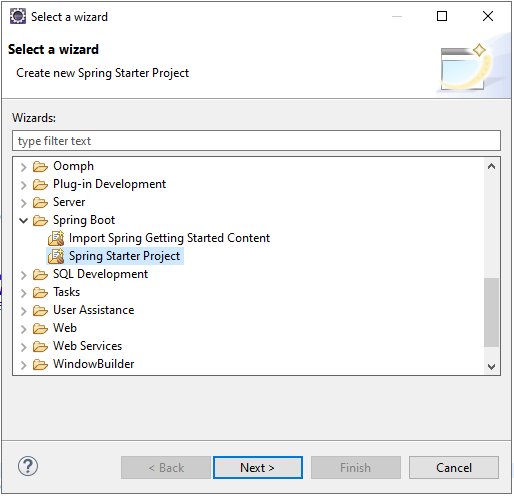 Select a wizard
Select a wizard
Create new Spring Starter Project
Wizards:
type filter text
Oomph
Plug-in Development
Server
Spring Boot
Import Spring Getting Started Content
Spring Starter Project
SQL Development
Tasks
User Assistance
Web
Web Services
WindowBuilder
? < Back Next > Finish Cancel